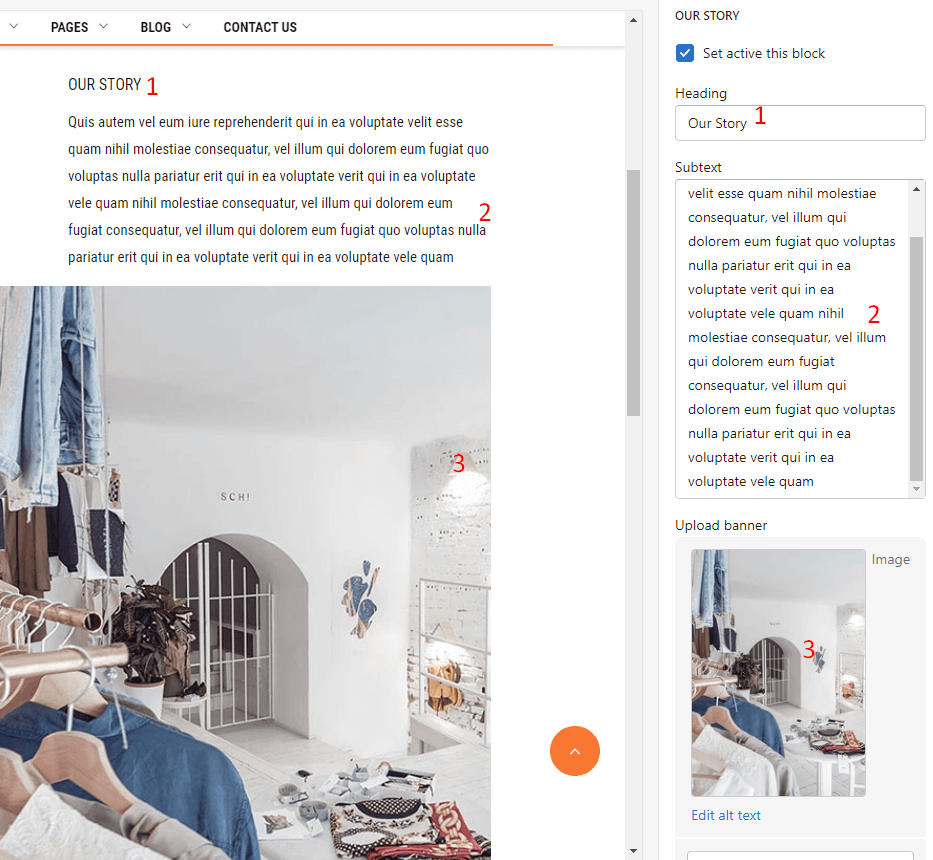 PAGES BLOG CONTACT US
OUR STORY 1
Quis autem vel eum iure reprehenderit qui in ea voluptate velit esse
quam nihil molestiae consequatur, vel illum qui dolorem eum fugiat quo
voluptas nulla pariatur erit qui in ea voluptate verit qui in ea voluptate
vele quam nihil molestiae consequatur, vel illum qui dolorem eum
2
fugiat consequatur, vel illum qui dolorem eum fugiat quo voluptas nulla
pariatur erit qui in ea voluptate verit qui in ea voluptate vele quam
3
SCH!
OUR STORY
Set active this block
Heading
Our Story 1
Subtext
velit esse quam nihil molestiae
consequatur, vel illum qui
dolorem eum fugiat quo voluptas
nulla pariatur erit qui in ea
voluptate verit qui in ea
voluptate vele quam nihil 2
molestiae consequatur, vel illum
qui dolorem eum fugiat
consequatur, vel illum qui
dolorem eum fugiat quo voluptas
nulla pariatur erit qui in ea
voluptate verit qui in ea
voluptate vele quam
Upload banner
Image
3
Edit alt text